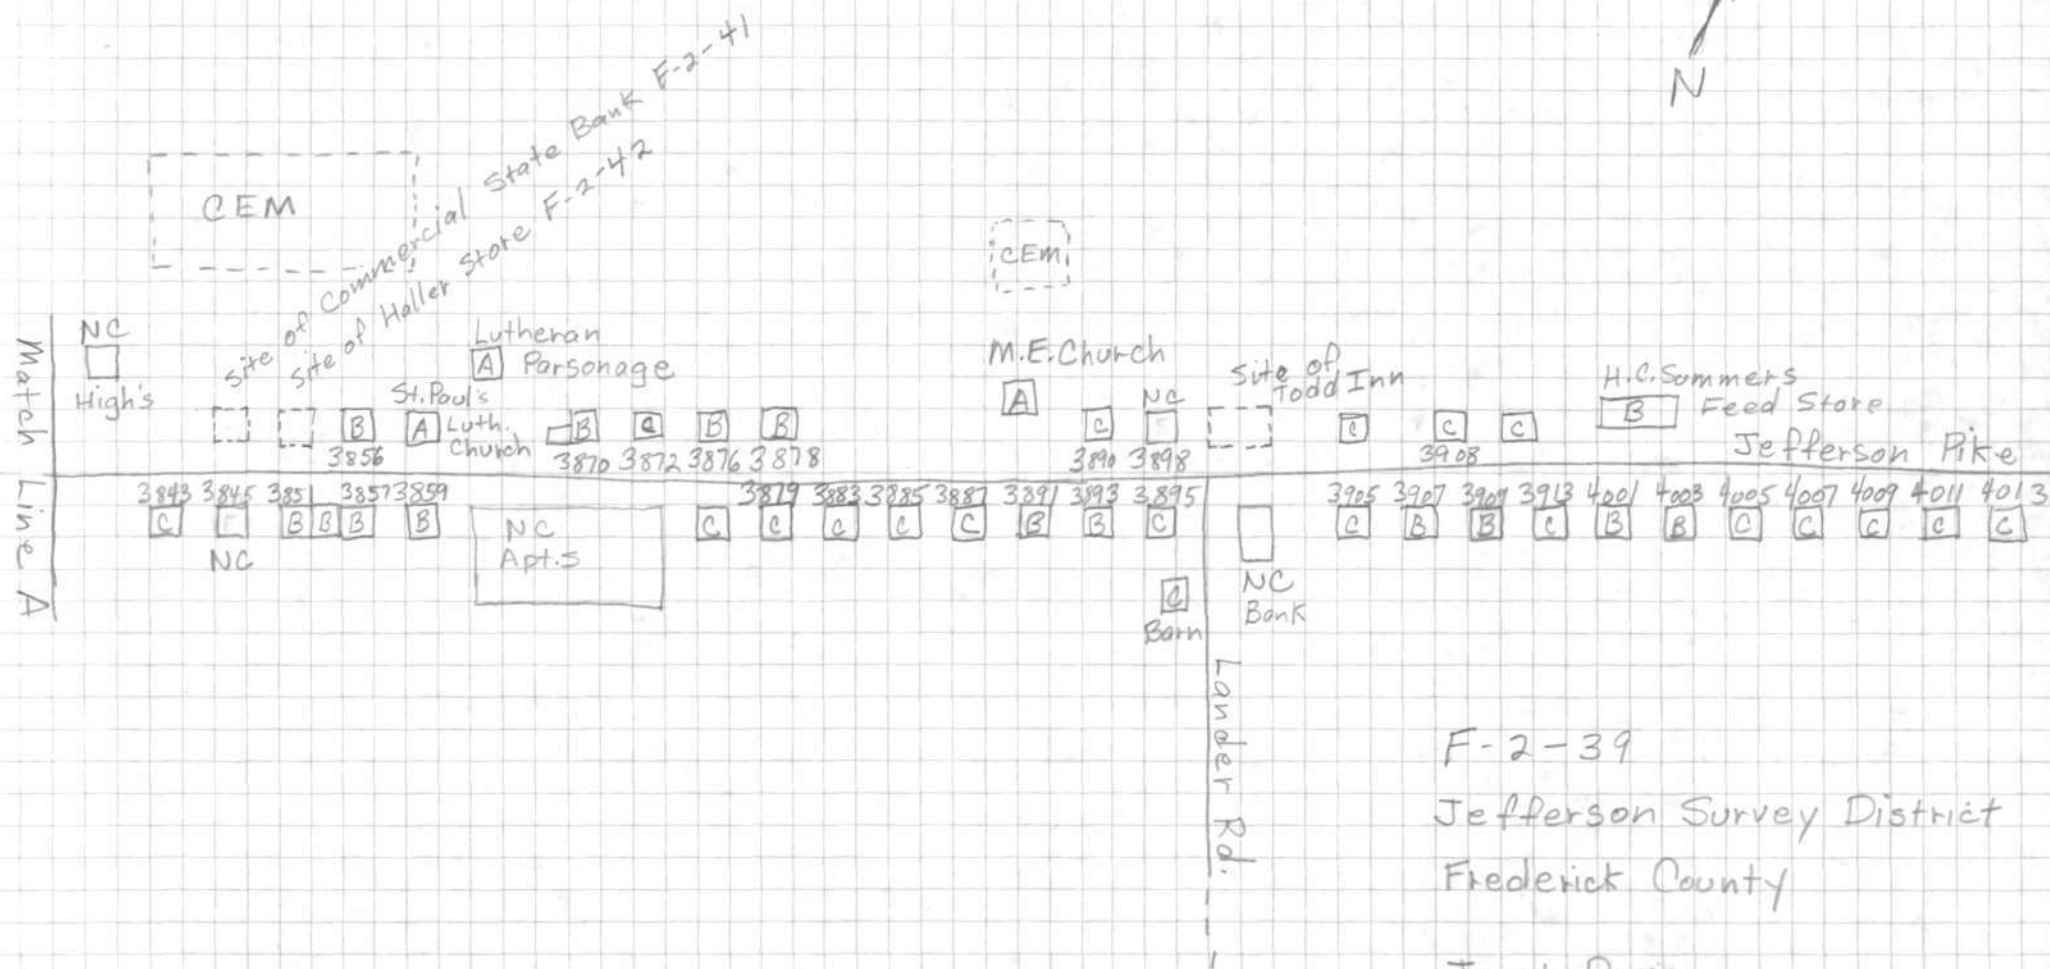 N
Site of Commercial State Bank F-2-41
Site of Haller Store F-2-42
CEM
CEM
Match Line A
NC
High's
Lutheran
A Parsonage
St. Paul's
A Luth.
Church
M.E. Church
A
Site of
Todd Inn
H.C. Summers
B Feed Store
NC
B B C B B C C C C
3856 3870 3872 3876 3878 3890 3898 3908
Jefferson Pike
3843 3845 3851 3857 3859 3879 3883 3885 3887 3891 3893 3895 3905 3907 3909 3913 4001 4003 4005 4007 4009 4011 4013
C B B B B C C C C C B B C C B B C B B C C C C C
NC
NC
Apt.s
C
Barn
NC
Bank
Lander Rd.
F-2-39
Jefferson Survey District
Frederick County